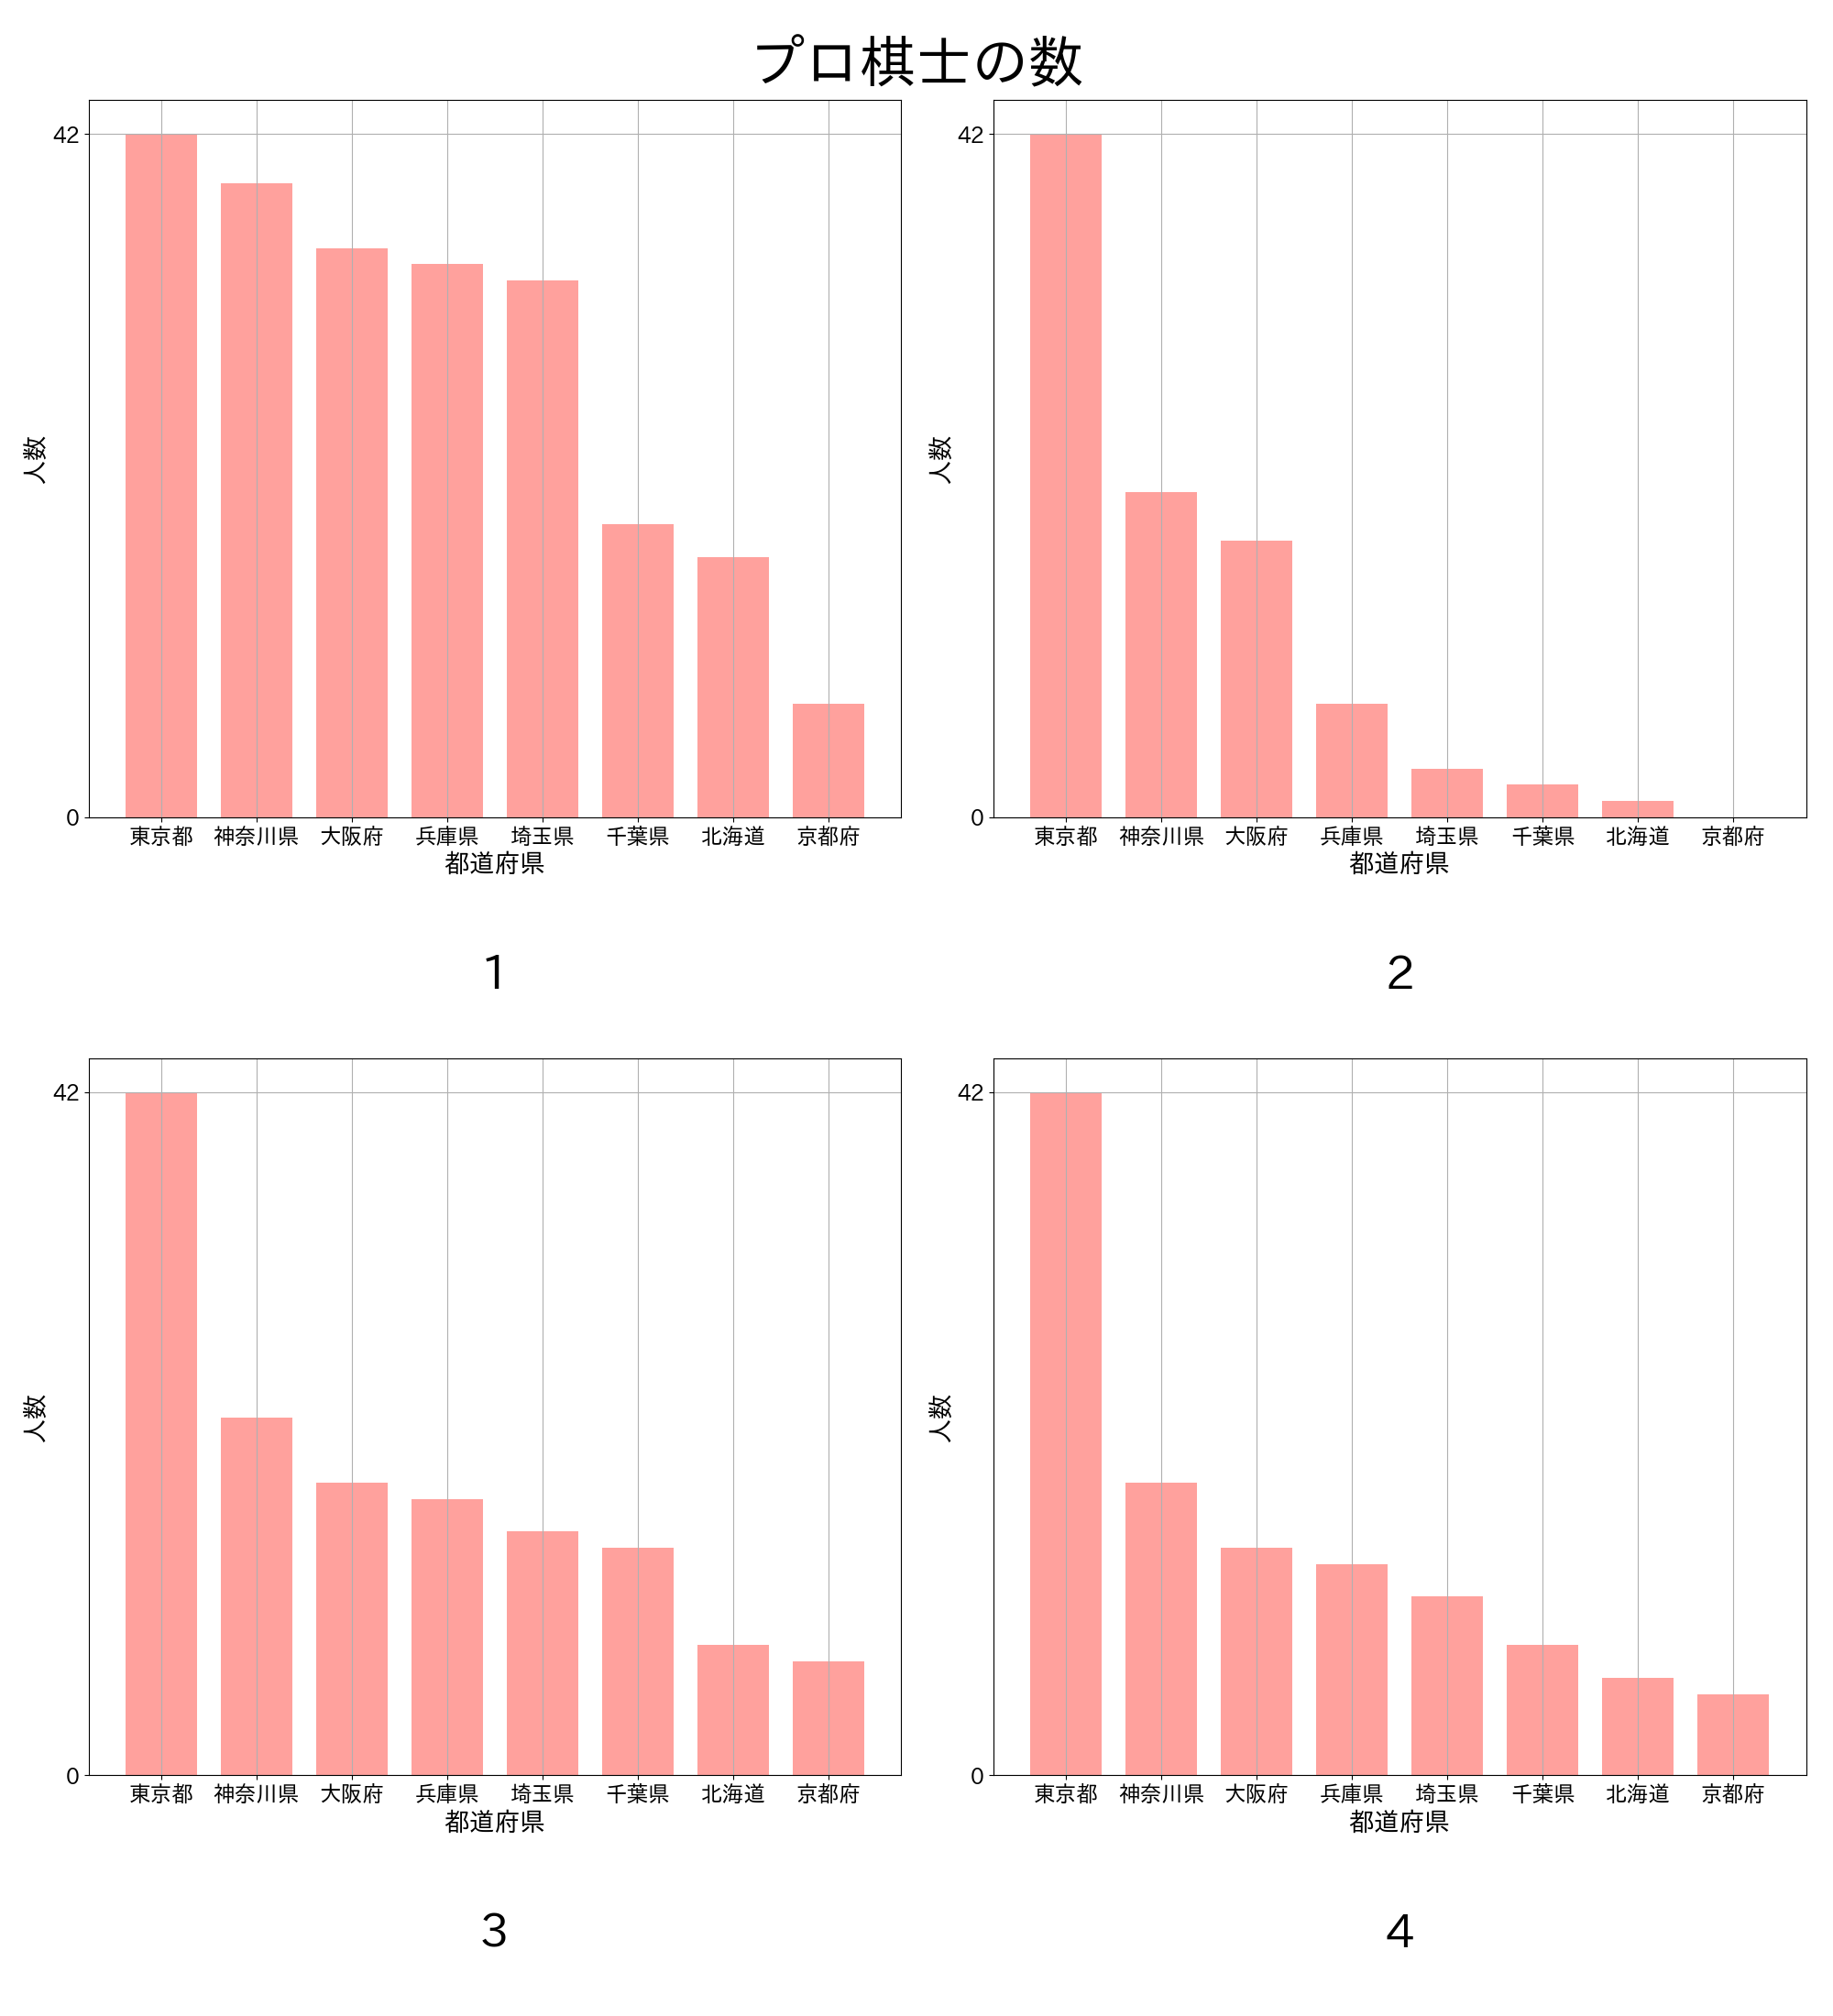 プロ棋士の数
42
0
人数
東京都 神奈川県 大阪府 兵庫県 埼玉県 千葉県 北海道 京都府
都道府県
1
42
0
人数
東京都 神奈川県 大阪府 兵庫県 埼玉県 千葉県 北海道 京都府
都道府県
2
42
0
人数
東京都 神奈川県 大阪府 兵庫県 埼玉県 千葉県 北海道 京都府
都道府県
3
42
0
人数
東京都 神奈川県 大阪府 兵庫県 埼玉県 千葉県 北海道 京都府
都道府県
4